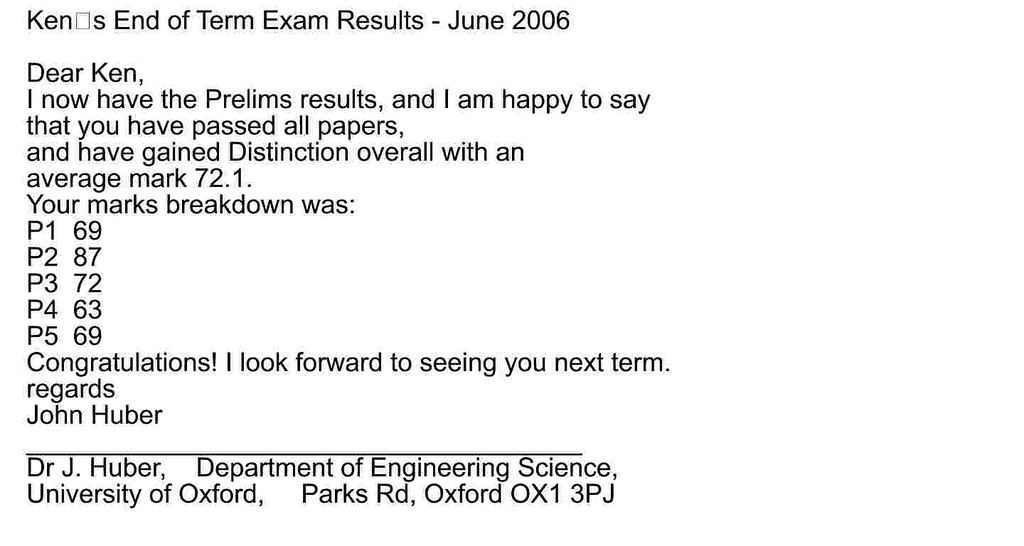 Ken□s End of Term Exam Results - June 2006
Dear Ken,
I now have the Prelims results, and I am happy to say
that you have passed all papers,
and have gained Distinction overall with an
average mark 72.1.
Your marks breakdown was:
P1 69
P2 87
P3 72
P4 63
P5 69
Congratulations! I look forward to seeing you next term.
regards
John Huber
Dr J. Huber, Department of Engineering Science,
University of Oxford, Parks Rd, Oxford OX1 3PJ